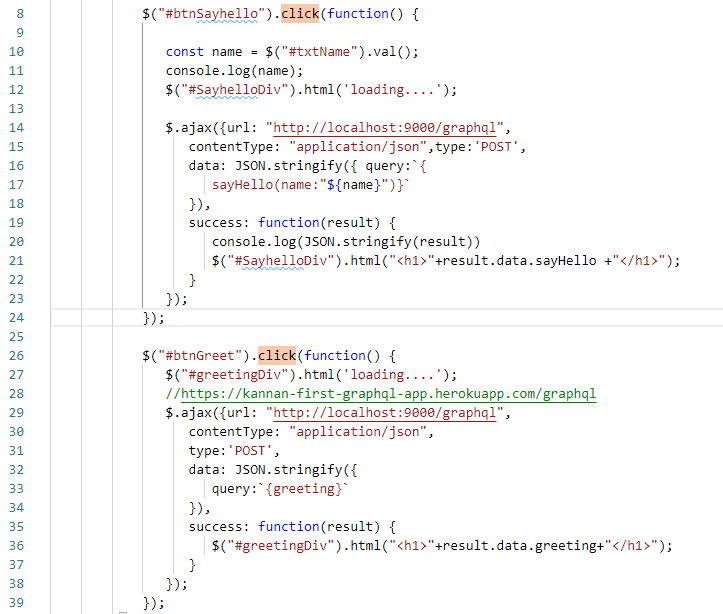 8 $("#btnSayhello").click(function() {
9
10 const name = $("#txtName").val();
11 console.log(name);
12 $("#SayhelloDiv").html('loading....');
13
14 $.ajax({url: "http://localhost:9000/graphql",
15 contentType: "application/json",type:'POST',
16 data: JSON.stringify({ query:`{
17 sayHello(name:"${name}")}`
18 }),
19 success: function(result) {
20 console.log(JSON.stringify(result))
21 $("#SayhelloDiv").html("<h1>"+result.data.sayHello +"</h1>");
22 }
23 });
24 });
25
26 $("#btnGreet").click(function() {
27 $("#greetingDiv").html('loading....');
28 //https://kannan-first-graphql-app.herokuapp.com/graphql
29 $.ajax({url: "http://localhost:9000/graphql",
30 contentType: "application/json",
31 type:'POST',
32 data: JSON.stringify({
33 query:`{greeting}`
34 }),
35 success: function(result) {
36 $("#greetingDiv").html("<h1>"+result.data.greeting+"</h1>");
37 }
38 });
39 });